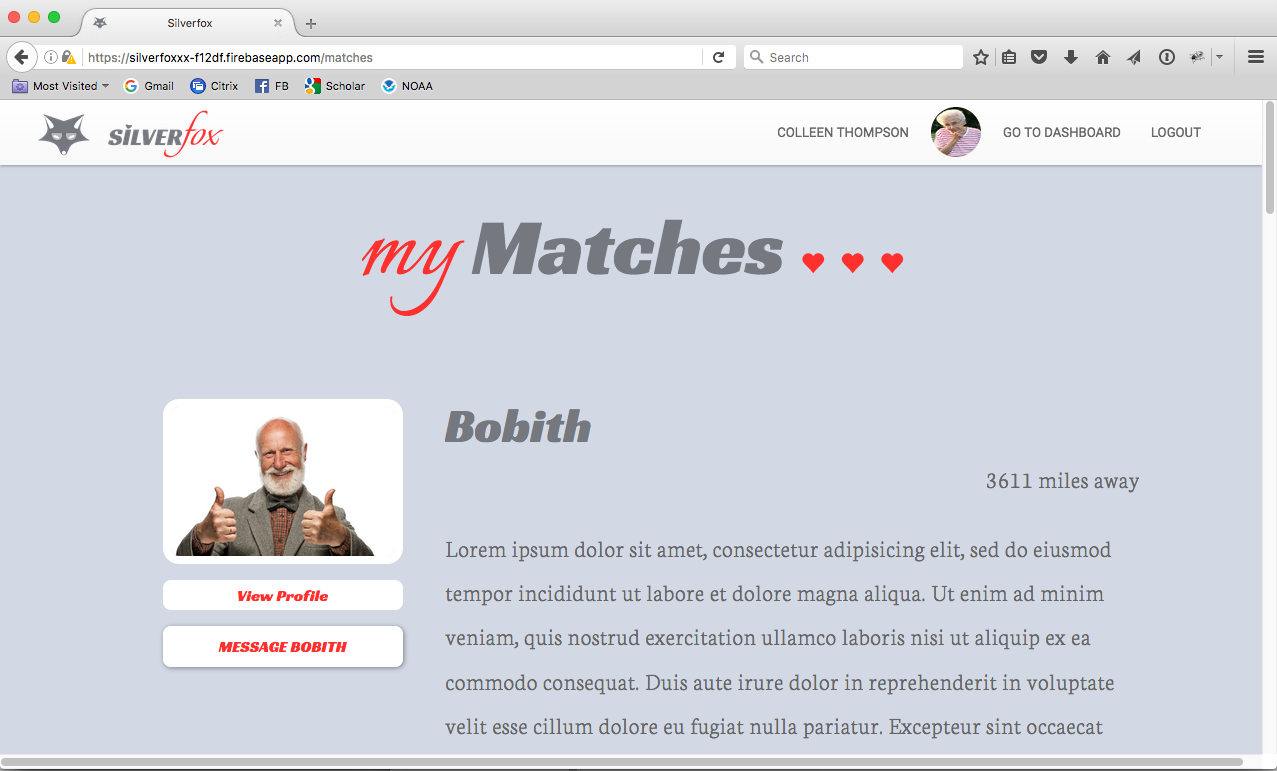 Silverfox
https://silverfoxxx-f12df.firebaseapp.com/matches
Search
Most Visited
Gmail
Citrix
FB
Scholar
NOAA
SILVERfox
COLLEEN THOMPSON
GO TO DASHBOARD
LOGOUT
my Matches
Bobith
3611 miles away
View Profile
MESSAGE BOBITH
Lorem ipsum dolor sit amet, consectetur adipisicing elit, sed do eiusmod
tempor incididunt ut labore et dolore magna aliqua. Ut enim ad minim
veniam, quis nostrud exercitation ullamco laboris nisi ut aliquip ex ea
commodo consequat. Duis aute irure dolor in reprehenderit in voluptate
velit esse cillum dolore eu fugiat nulla pariatur. Excepteur sint occaecat